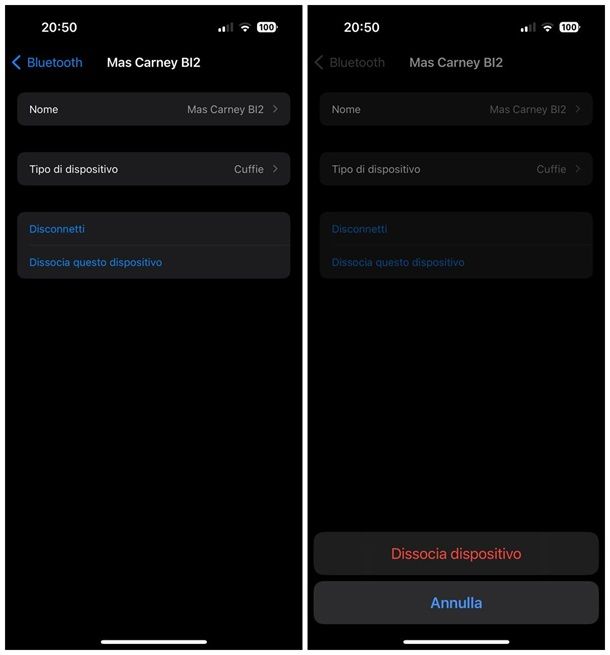 20:50
100
Bluetooth
Mas Carney BI2
Nome
Mas Carney BI2
Tipo di dispositivo
Cuffie
Disconnetti
Dissocia questo dispositivo
20:50
100
Bluetooth
Mas Carney BI2
Nome
Mas Carney BI2
Tipo di dispositivo
Cuffie
Disconnetti
Dissocia questo dispositivo
Dissocia dispositivo
Annulla